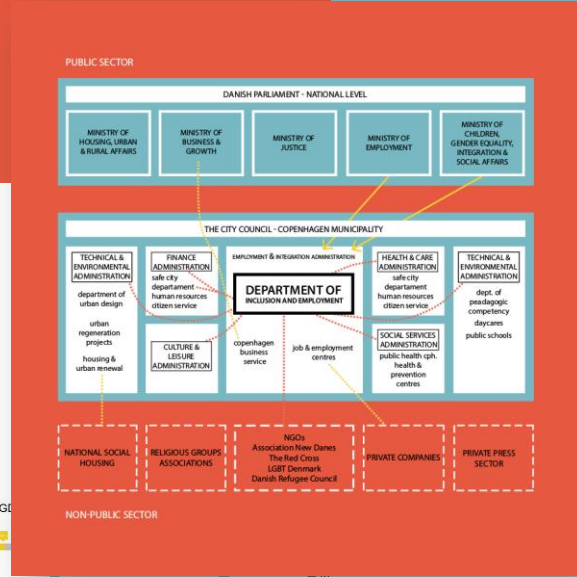 PUBLIC SECTOR
DANISH PARLIAMENT - NATIONAL LEVEL
MINISTRY OF
HOUSING, URBAN
& RURAL AFFAIRS
MINISTRY OF
BUSINESS &
GROWTH
MINISTRY OF
JUSTICE
MINISTRY OF
EMPLOYMENT
MINISTRY OF
CHILDREN,
GENDER EQUALITY,
INTEGRATION &
SOCIAL AFFAIRS
THE CITY COUNCIL - COPENHAGEN MUNICIPALITY
TECHNICAL &
ENVIRONMENTAL
ADMINISTRATION
department of
urban design
urban
regeneration
projects
housing &
urban renewal
FINANCE
ADMINISTRATION
safe city
departament
human resources
citizen service
CULTURE &
LEISURE
ADMINISTRATION
EMPLOYMENT & INTEGRATION ADMINISTRATION
DEPARTMENT OF
INCLUSION AND EMPLOYMENT
copenhagen
business
service
job & employment
centres
HEALTH & CARE
ADMINISTRATION
safe city
departament
human resources
citizen service
SOCIAL SERVICES
ADMINISTRATION
public health cph.
health &
prevention
centres
TECHNICAL &
ENVIRONMENTAL
ADMINISTRATION
dept. of
peadagogic
competency
daycares
public schools
NATIONAL SOCIAL
HOUSING
RELIGIOUS GROUPS
ASSOCIATIONS
NGOs
Association New Danes
The Red Cross
LGBT Denmark
Danish Refugee Council
PRIVATE COMPANIES
PRIVATE PRESS
SECTOR
NON-PUBLIC SECTOR